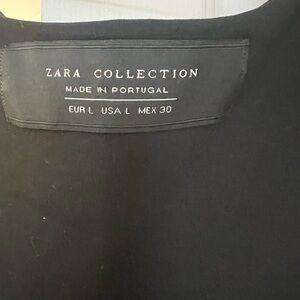 ZARA COLLECTION
MADE IN PORTUGAL
EUR L USA L MEX 30